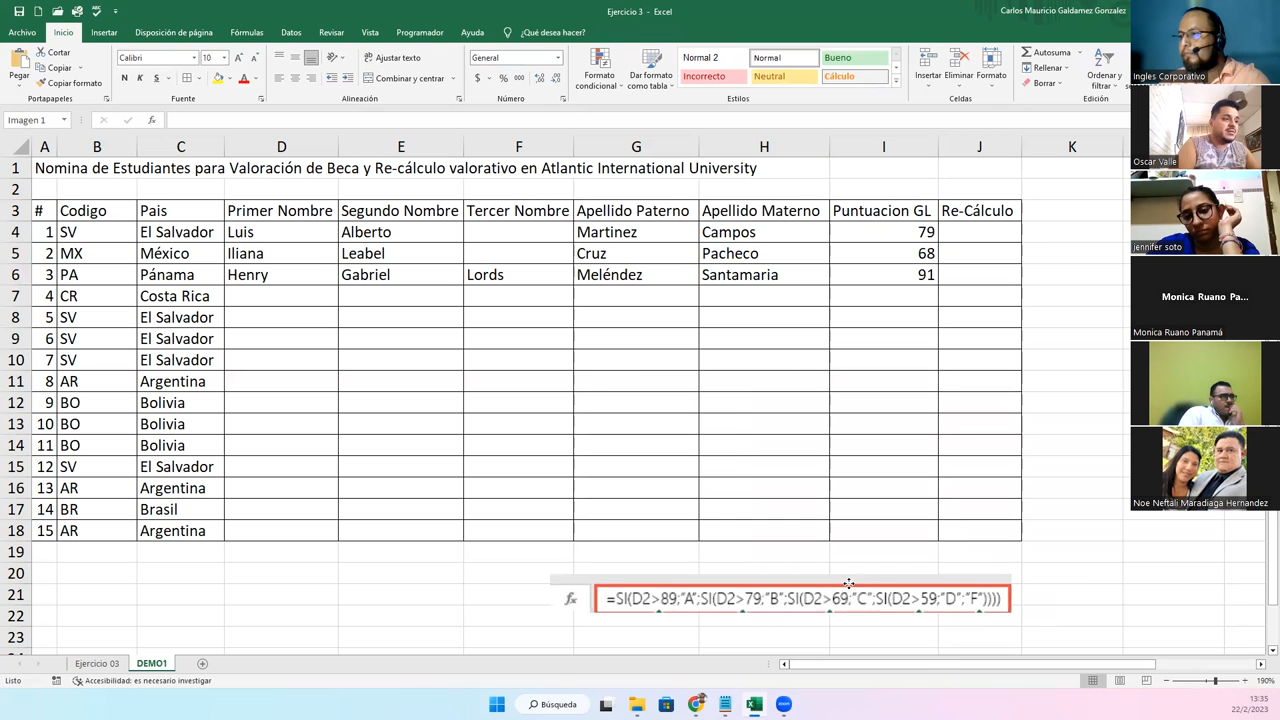 Ejercicio 3 - Excel
Carlos Mauricio Galdamez Gonzalez
Archivo Inicio Insertar Disposición de página Fórmulas Datos Revisar Vista Programador Ayuda ¿Qué desea hacer?
Pegar
Cortar
Copiar
Copiar formato
Portapapeles
Calibri 10
N K S
Fuente
Ajustar texto
Combinar y centrar
Alineación
General
$ % 000
Número
Formato condicional
Dar formato como tabla
Normal 2 Normal Bueno
Incorrecto Neutral Cálculo
Estilos
Insertar Eliminar Formato
Celdas
Autosuma
Rellenar
Borrar
Ordenar y filtrar
Edición
Imagen 1
A B C D E F G H I J K
1 Nomina de Estudiantes para Valoración de Beca y Re-cálculo valorativo en Atlantic International University
2
3 # Codigo Pais Primer Nombre Segundo Nombre Tercer Nombre Apellido Paterno Apellido Materno Puntuacion GL Re-Cálculo
4 1 SV El Salvador Luis Alberto Martinez Campos 79
5 2 MX México Iliana Leabel Cruz Pacheco 68
6 3 PA Pánama Henry Gabriel Lords Meléndez Santamaria 91
7 4 CR Costa Rica
8 5 SV El Salvador
9 6 SV El Salvador
10 7 SV El Salvador
11 8 AR Argentina
12 9 BO Bolivia
13 10 BO Bolivia
14 11 BO Bolivia
15 12 SV El Salvador
16 13 AR Argentina
17 14 BR Brasil
18 15 AR Argentina
19
20
21
22
23
fx =SI(D2>89;"A";SI(D2>79;"B";SI(D2>69;"C";SI(D2>59;"D";"F"))))
Ejercicio 03 DEMO1
Listo Accesibilidad: es necesario investigar 190%
Búsqueda
13:35
22/2/2023
Ingles Corporativo
Oscar Valle
jennifer soto
Monica Ruano Pa...
Monica Ruano Panamá
Noe Neftali Maradiaga Hernandez